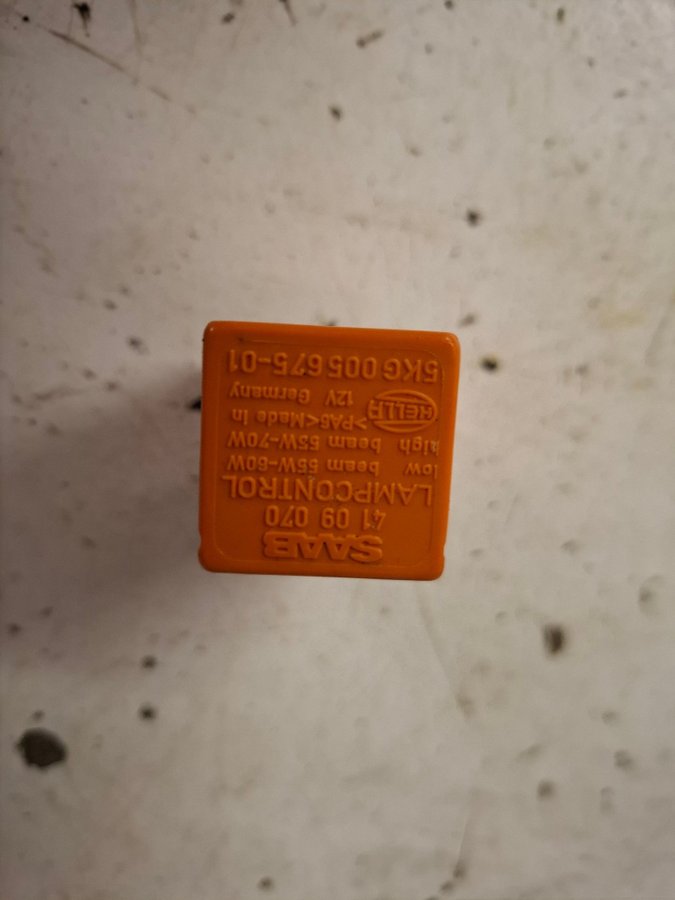 SAAB
41 09 070
LAMPCONTROL
low beam 55W-60W
high beam 55W-70W
HELLA >PA6<Made in
12V Germany
5KG 005 675-01